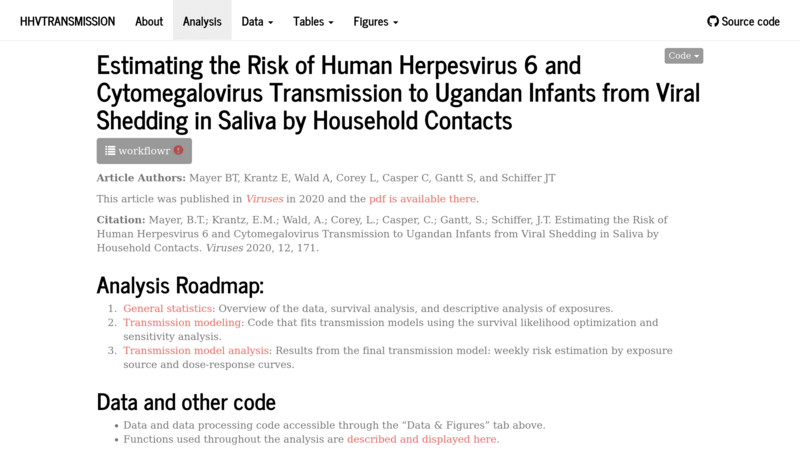 HHVTRANSMISSION About Analysis Data Tables Figures Source code
Code
Estimating the Risk of Human Herpesvirus 6 and
Cytomegalovirus Transmission to Ugandan Infants from Viral
Shedding in Saliva by Household Contacts
workflowr
Article Authors: Mayer BT, Krantz E, Wald A, Corey L, Casper C, Gantt S, and Schiffer JT
This article was published in Viruses in 2020 and the pdf is available there.
Citation: Mayer, B.T.; Krantz, E.M.; Wald, A.; Corey, L.; Casper, C.; Gantt, S.; Schiffer, J.T. Estimating the Risk of
Human Herpesvirus 6 and Cytomegalovirus Transmission to Ugandan Infants from Viral Shedding in Saliva by
Household Contacts. Viruses 2020, 12, 171.
Analysis Roadmap:
1. General statistics: Overview of the data, survival analysis, and descriptive analysis of exposures.
2. Transmission modeling: Code that fits transmission models using the survival likelihood optimization and
sensitivity analysis.
3. Transmission model analysis: Results from the final transmission model: weekly risk estimation by exposure
source and dose-response curves.
Data and other code
• Data and data processing code accessible through the “Data & Figures” tab above.
• Functions used throughout the analysis are described and displayed here.